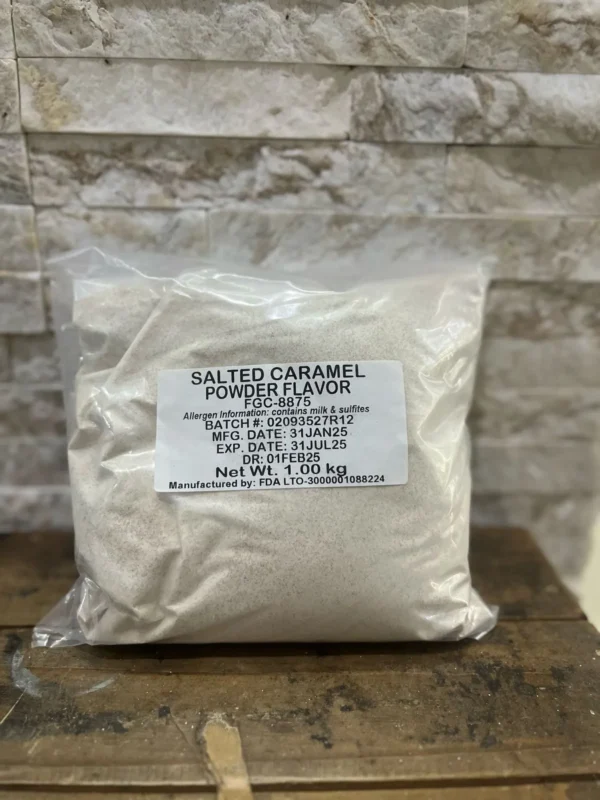 SALTED CARAMEL
POWDER FLAVOR
FGC-8875
Allergen Information: contains milk & sulfites
BATCH #: 02093527R12
MFG. DATE: 31JAN25
EXP. DATE: 31JUL25
DR: 01FEB25
Net Wt. 1.00 kg
Manufactured by: FDA LTO-3000001088224